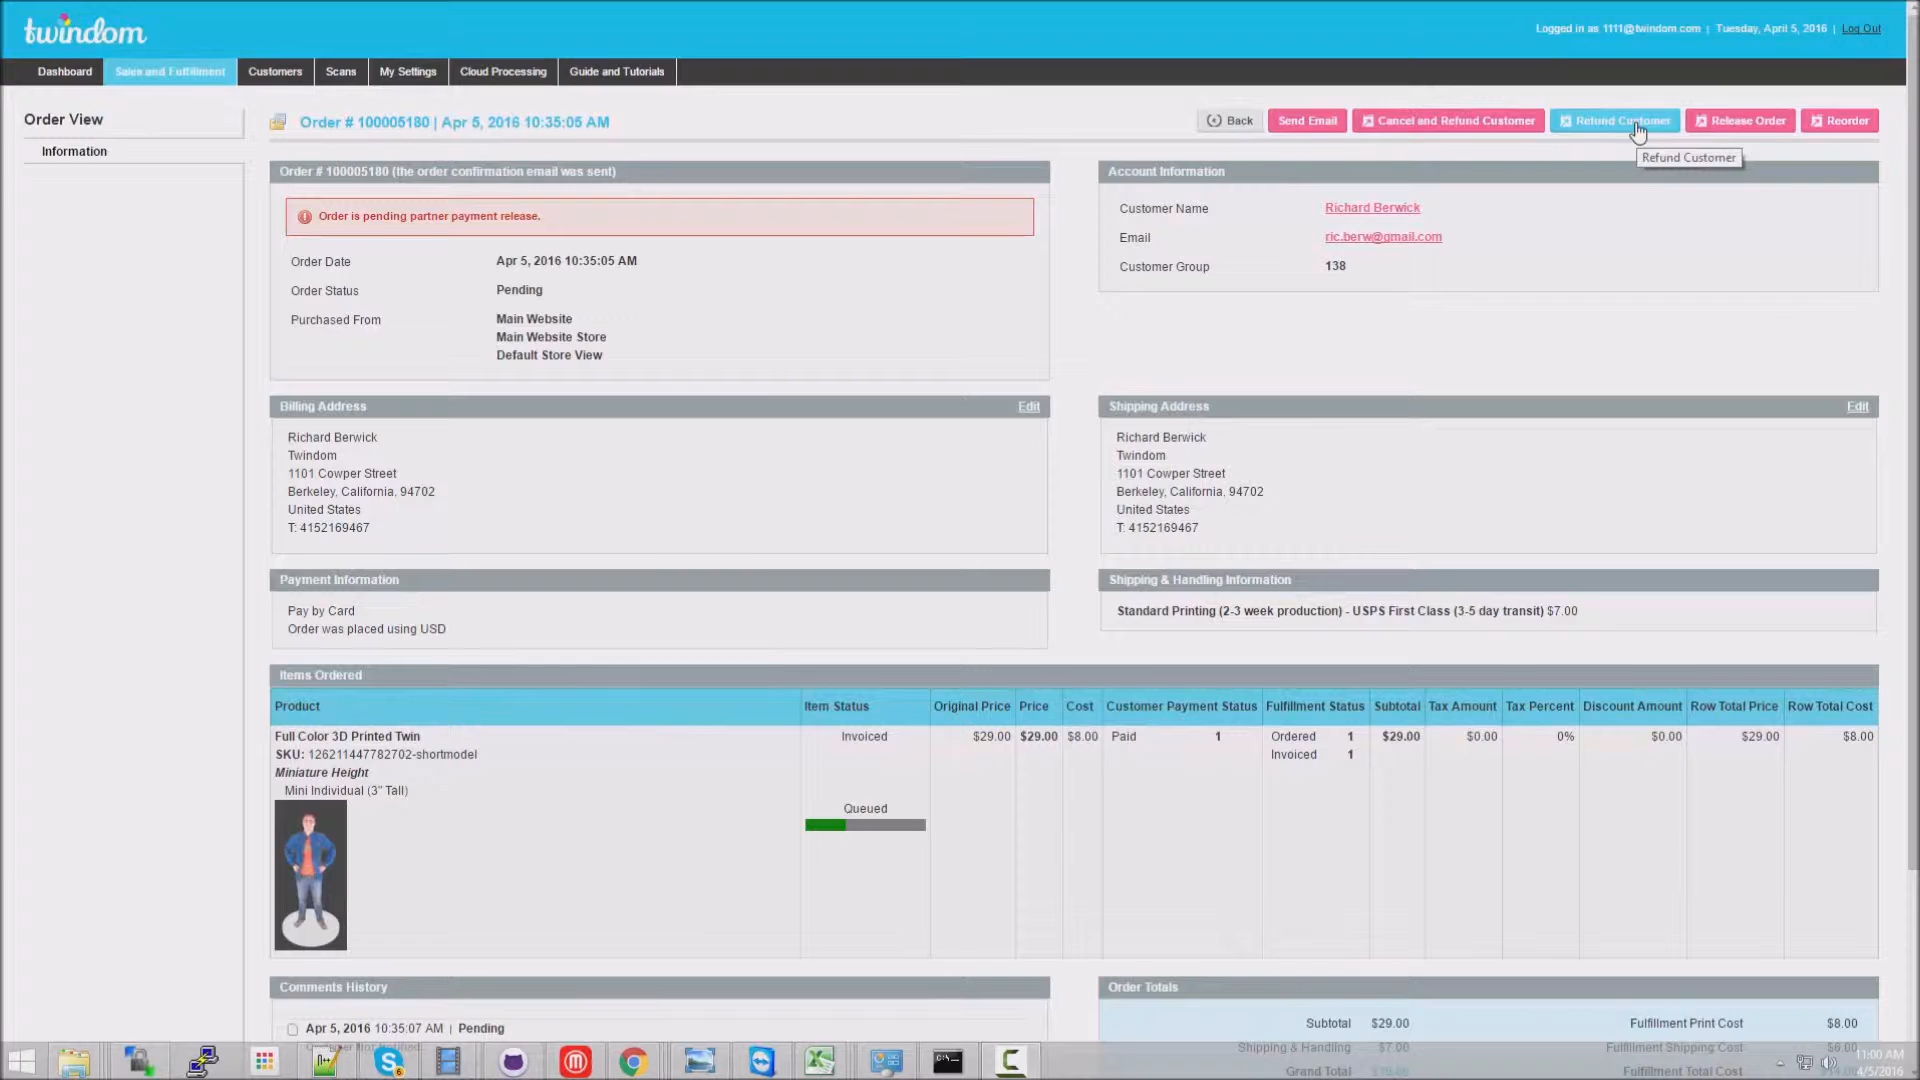 twindom
Logged in as 1111@twindom.com | Tuesday, April 5, 2016 | Log Out
Dashboard Sales and Fulfillment Customers Scans My Settings Cloud Processing Guide and Tutorials
Order View
Information
Order # 100005180 | Apr 5, 2016 10:35:05 AM
Back Send Email Cancel and Refund Customer Refund Customer Release Order Reorder
Refund Customer
Order # 100005180 (the order confirmation email was sent)
Order is pending partner payment release.
Order Date Apr 5, 2016 10:35:05 AM
Order Status Pending
Purchased From Main Website
Main Website Store
Default Store View
Account Information
Customer Name Richard Berwick
Email ric.berw@gmail.com
Customer Group 138
Billing Address Edit
Richard Berwick
Twindom
1101 Cowper Street
Berkeley, California, 94702
United States
T: 4152169467
Shipping Address Edit
Richard Berwick
Twindom
1101 Cowper Street
Berkeley, California, 94702
United States
T: 4152169467
Payment Information
Pay by Card
Order was placed using USD
Shipping & Handling Information
Standard Printing (2-3 week production) - USPS First Class (3-5 day transit) $7.00
Items Ordered
Product Item Status Original Price Price Cost Customer Payment Status Fulfillment Status Subtotal Tax Amount Tax Percent Discount Amount Row Total Price Row Total Cost
Full Color 3D Printed Twin Invoiced $29.00 $29.00 $8.00 Paid 1 Ordered 1 $29.00 $0.00 0% $0.00 $29.00 $8.00
SKU: 126211447782702-shortmodel Invoiced 1
Miniature Height
Mini Individual (3" Tall)
Queued
Comments History
Apr 5, 2016 10:35:07 AM | Pending
Order Totals
Subtotal $29.00 Fulfillment Print Cost $8.00
Shipping & Handling $7.00 Fulfillment Shipping Cost $6.00
Grand Total Fulfillment Total Cost
11:00 AM
4/5/2016